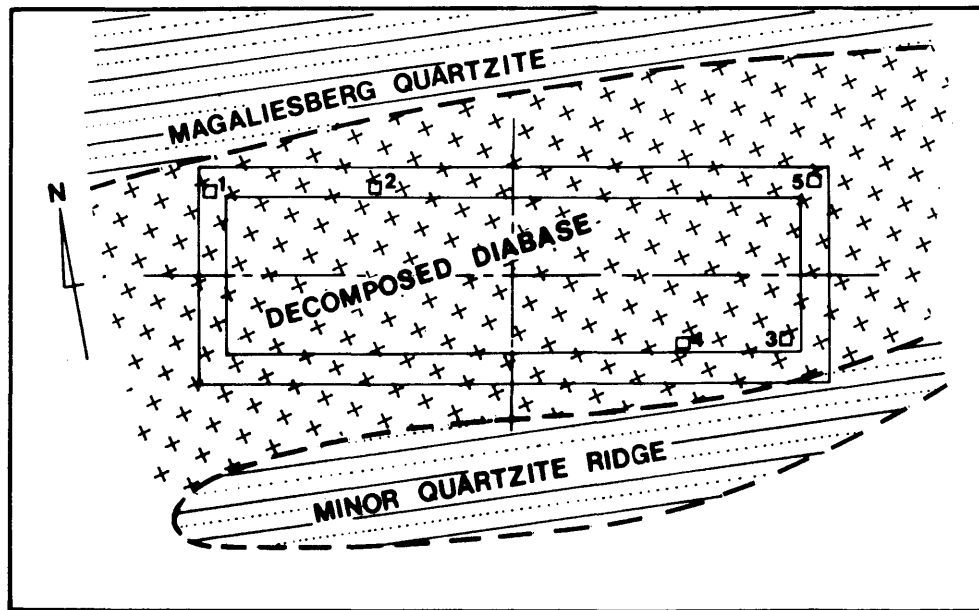 MAGALIESBERG QUARTZITE
N
1
2
5
DECOMPOSED DIABASE
4
3
MINOR QUARTZITE RIDGE